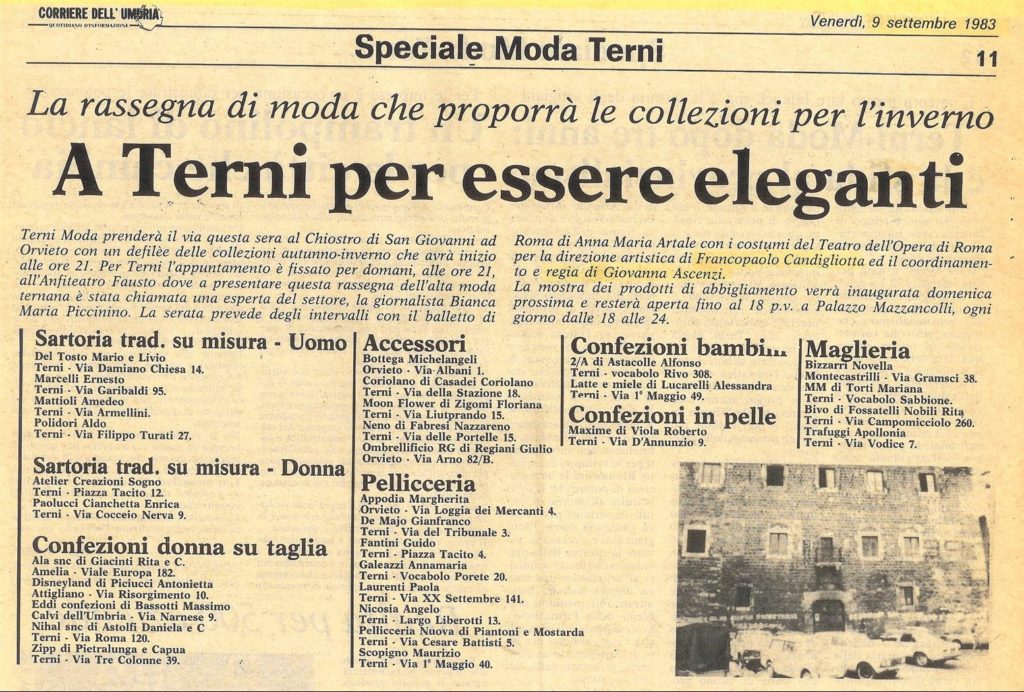 CORRIERE DELL' UMBRIA
QUOTIDIANO D'INFORMAZIONE
Venerdì, 9 settembre 1983
Speciale Moda Terni
11
La rassegna di moda che proporrà le collezioni per l'inverno
A Terni per essere eleganti
Terni Moda prenderà il via questa sera al Chiostro di San Giovanni ad
Orvieto con un defilèe delle collezioni autunno-inverno che avrà inizio
alle ore 21. Per Terni l'appuntamento è fissato per domani, alle ore 21,
all'Anfiteatro Fausto dove a presentare questa rassegna dell'alta moda
ternana è stata chiamata una esperta del settore, la giornalista Bianca
Maria Piccinino. La serata prevede degli intervalli con il balletto di
Roma di Anna Maria Artale con i costumi del Teatro dell'Opera di Roma
per la direzione artistica di Francopaolo Candigliotta ed il coordinamen-
to e regia di Giovanna Ascenzi.
La mostra dei prodotti di abbigliamento verrà inaugurata domenica
prossima e resterà aperta fino al 18 p.v. a Palazzo Mazzancolli, ogni
giorno dalle 18 alle 24.
Sartoria trad. su misura - Uomo
Del Tosto Mario e Livio
Terni - Via Damiano Chiesa 14.
Marcelli Ernesto
Terni - Via Garibaldi 95.
Mattioli Amedeo
Terni - Via Armellini.
Polidori Aldo
Terni - Via Filippo Turati 27.
Sartoria trad. su misura - Donna
Atelier Creazioni Sogno
Terni - Piazza Tacito 12.
Paolucci Cianchetta Enrica
Terni - Via Cocceio Nerva 9.
Confezioni donna su taglia
Ala snc di Giacinti Rita e C.
Amelia - Viale Europa 182.
Disneyland di Piciucci Antonietta
Attigliano - Via Risorgimento 10.
Eddi confezioni di Bassotti Massimo
Calvi dell'Umbria - Via Narnese 9.
Nihal snc di Astolfi Daniela e C
Terni - Via Roma 120.
Zipp di Pietralunga e Capua
Terni - Via Tre Colonne 39.
Accessori
Bottega Michelangeli
Orvieto - Via Albani 1.
Coriolano di Casadei Coriolano
Terni - Via della Stazione 18.
Moon Flower di Zigomi Floriana
Terni - Via Liutprando 15.
Neno di Fabresi Nazzareno
Terni - Via delle Portelle 15.
Ombrellificio RG di Regiani Giulio
Orvieto - Via Arno 82/B.
Pellicceria
Appodia Margherita
Orvieto - Via Loggia dei Mercanti 4.
De Majo Gianfranco
Terni - Via del Tribunale 3.
Fantini Guido
Terni - Piazza Tacito 4.
Galeazzi Annamaria
Terni - Vocabolo Porete 20.
Laurenti Paola
Terni - Via XX Settembre 141.
Nicosia Angelo
Terni - Largo Liberotti 13.
Pellicceria Nuova di Piantoni e Mostarda
Terni - Via Cesare Battisti 5.
Scopigno Maurizio
Terni - Via 1° Maggio 40.
Confezioni bambini
2/A di Astacolle Alfonso
Terni - vocabolo Rivo 308.
Latte e miele di Lucarelli Alessandra
Terni - Via 1° Maggio 49.
Confezioni in pelle
Maxime di Viola Roberto
Terni - Via D'Annunzio 9.
Maglieria
Bizzarri Novella
Montecastrilli - Via Gramsci 38.
MM di Torti Mariana
Terni - Vocabolo Sabbione.
Bivo di Fossatelli Nobili Rita
Terni - Via Campomicciolo 260.
Trafuggi Apollonia
Terni - Via Vodice 7.